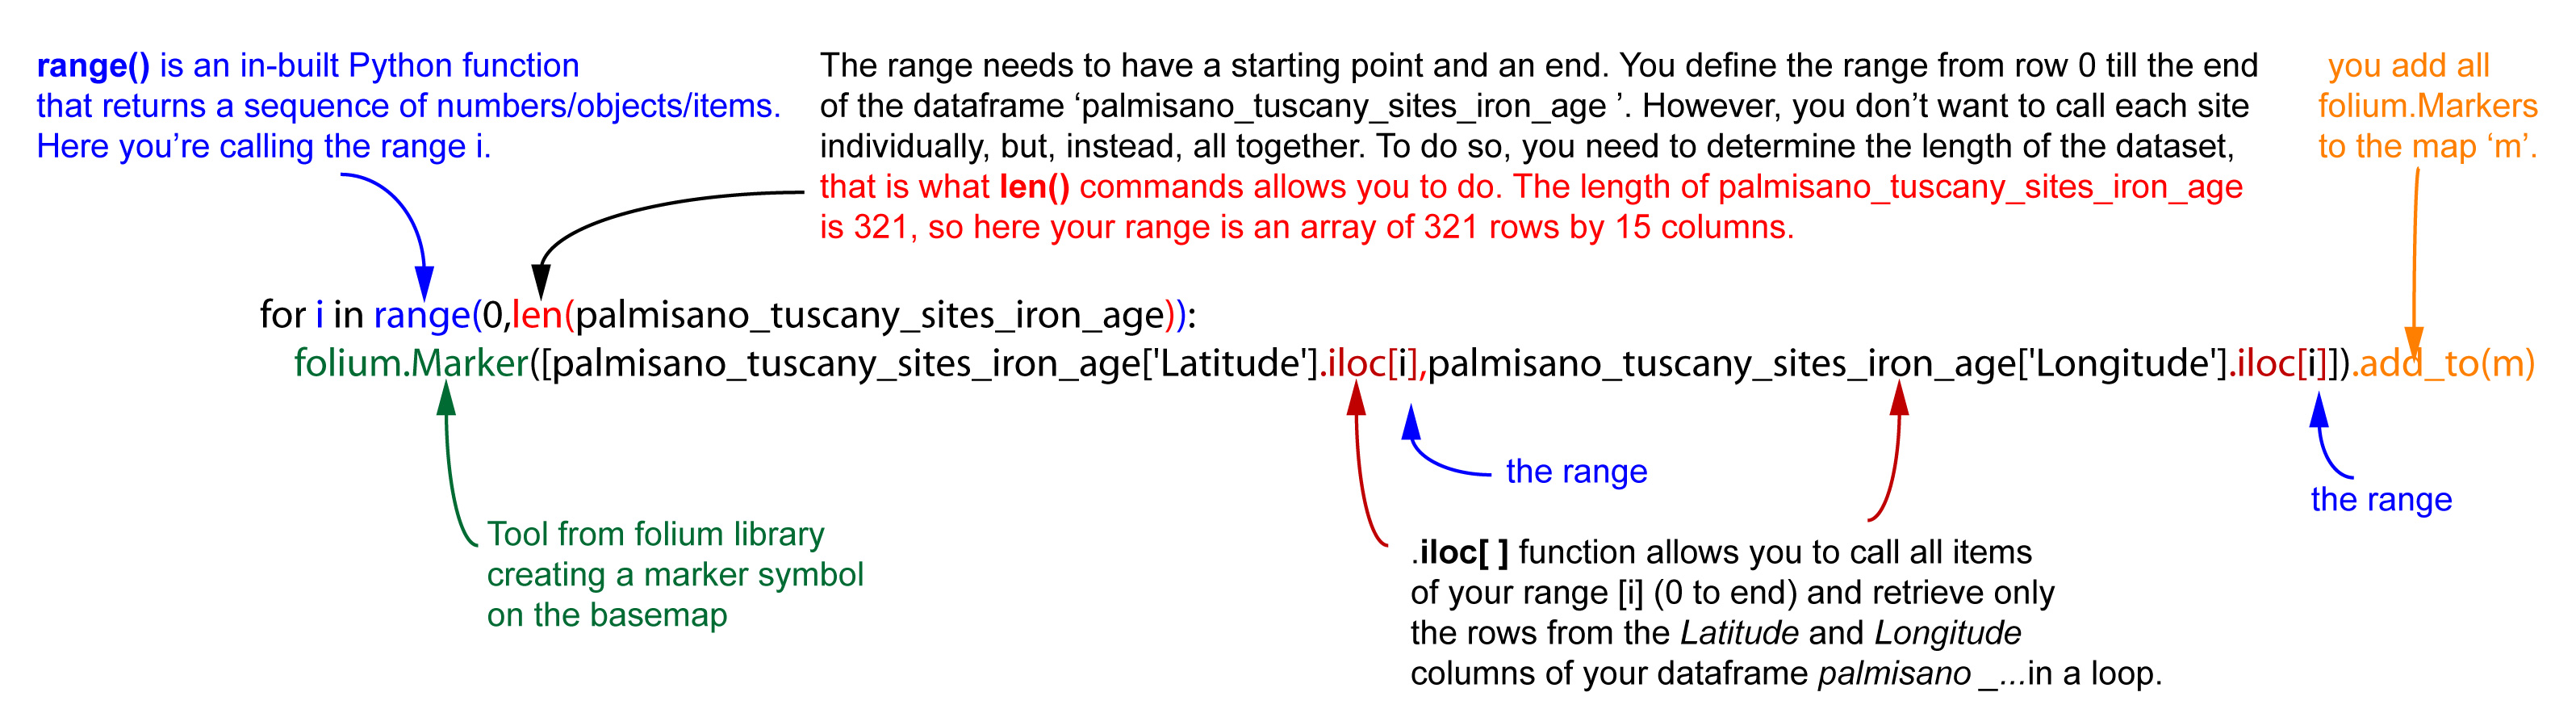 range() is an in-built Python function
that returns a sequence of numbers/objects/items.
Here you’re calling the range i.
The range needs to have a starting point and an end. You define the range from row 0 till the end
of the dataframe ‘palmisano_tuscany_sites_iron_age ’. However, you don’t want to call each site
individually, but, instead, all together. To do so, you need to determine the length of the dataset,
that is what len() commands allows you to do. The length of palmisano_tuscany_sites_iron_age
is 321, so here your range is an array of 321 rows by 15 columns.
you add all
folium.Markers
to the map ‘m’.
for i in range(0,len(palmisano_tuscany_sites_iron_age)):
folium.Marker([palmisano_tuscany_sites_iron_age['Latitude'].iloc[i],palmisano_tuscany_sites_iron_age['Longitude'].iloc[i]]).add_to(m)
the range
the range
Tool from folium library
creating a marker symbol
on the basemap
.iloc[ ] function allows you to call all items
of your range [i] (0 to end) and retrieve only
the rows from the Latitude and Longitude
columns of your dataframe palmisano _...in a loop.